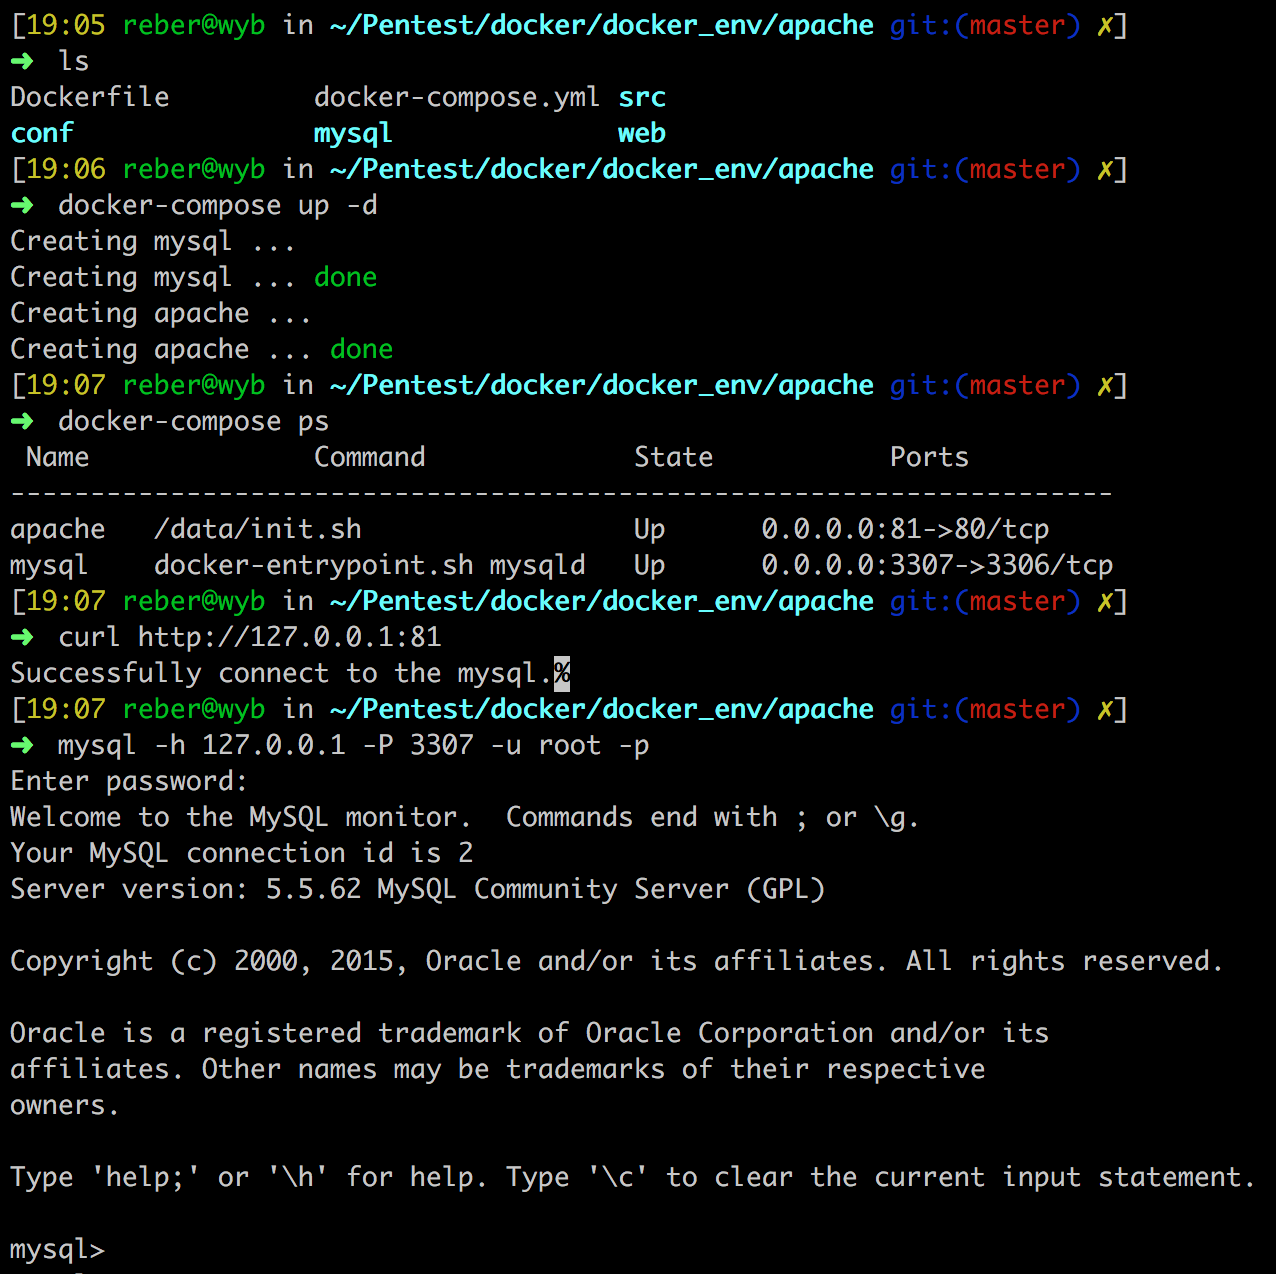 [19:05 reber@wyb in ~/Pentest/docker/docker_env/apache git:(master) ✗]
➜  ls
Dockerfile         docker-compose.yml src
conf               mysql              web
[19:06 reber@wyb in ~/Pentest/docker/docker_env/apache git:(master) ✗]
➜  docker-compose up -d
Creating mysql ...
Creating mysql ... done
Creating apache ...
Creating apache ... done
[19:07 reber@wyb in ~/Pentest/docker/docker_env/apache git:(master) ✗]
➜  docker-compose ps
 Name              Command             State           Ports
---------------------------------------------------------------------
apache   /data/init.sh                 Up      0.0.0.0:81->80/tcp
mysql    docker-entrypoint.sh mysqld   Up      0.0.0.0:3307->3306/tcp
[19:07 reber@wyb in ~/Pentest/docker/docker_env/apache git:(master) ✗]
➜  curl http://127.0.0.1:81
Successfully connect to the mysql.%
[19:07 reber@wyb in ~/Pentest/docker/docker_env/apache git:(master) ✗]
➜  mysql -h 127.0.0.1 -P 3307 -u root -p
Enter password:
Welcome to the MySQL monitor.  Commands end with ; or \g.
Your MySQL connection id is 2
Server version: 5.5.62 MySQL Community Server (GPL)

Copyright (c) 2000, 2015, Oracle and/or its affiliates. All rights reserved.

Oracle is a registered trademark of Oracle Corporation and/or its
affiliates. Other names may be trademarks of their respective
owners.

Type 'help;' or '\h' for help. Type '\c' to clear the current input statement.

mysql>